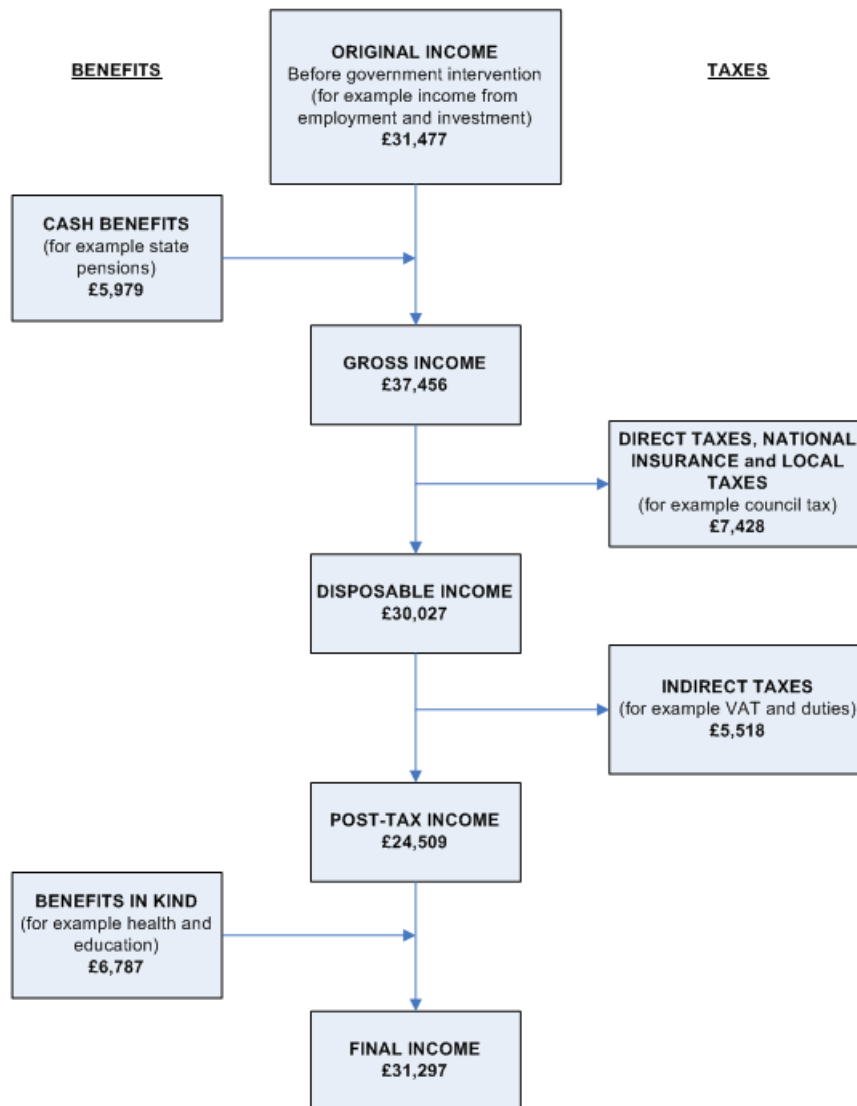 BENEFITS
ORIGINAL INCOME
Before government intervention
(for example income from
employment and investment)
£31,477
TAXES
CASH BENEFITS
(for example state
pensions)
£5,979
GROSS INCOME
£37,456
DIRECT TAXES, NATIONAL
INSURANCE and LOCAL
TAXES
(for example council tax)
£7,428
DISPOSABLE INCOME
£30,027
INDIRECT TAXES
(for example VAT and duties)
£5,518
POST-TAX INCOME
£24,509
BENEFITS IN KIND
(for example health and
education)
£6,787
FINAL INCOME
£31,297